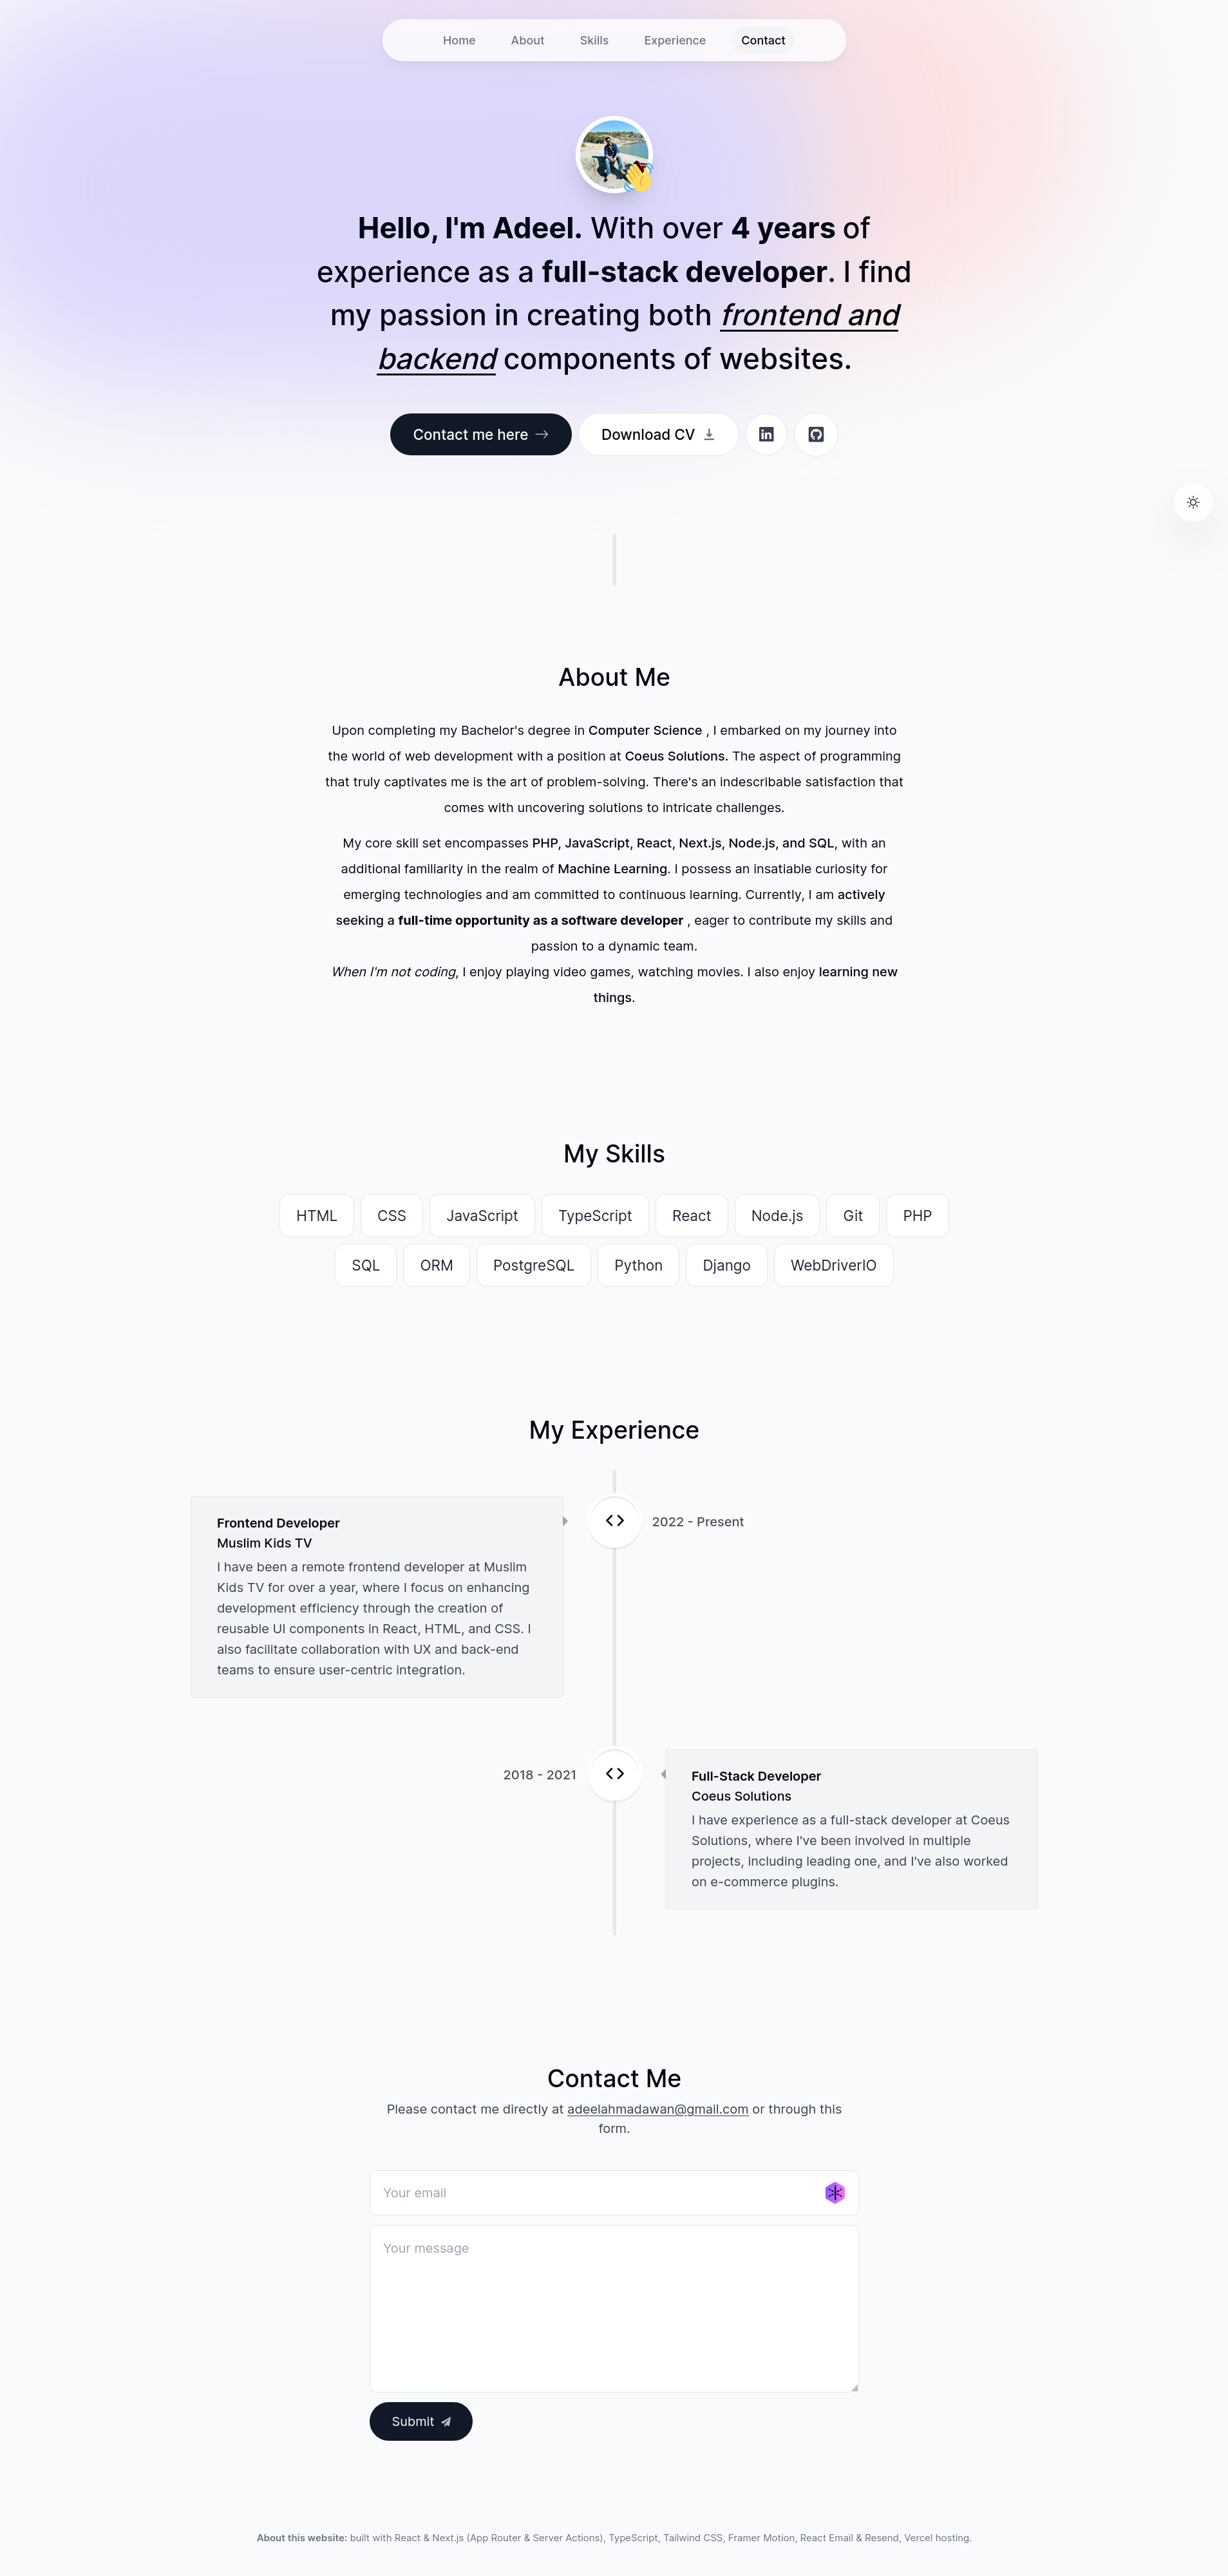 Home About Skills Experience Contact
Hello, I'm Adeel. With over 4 years of
experience as a full-stack developer. I find
my passion in creating both frontend and
backend components of websites.
Contact me here Download CV
About Me
Upon completing my Bachelor's degree in Computer Science , I embarked on my journey into
the world of web development with a position at Coeus Solutions. The aspect of programming
that truly captivates me is the art of problem-solving. There's an indescribable satisfaction that
comes with uncovering solutions to intricate challenges.
My core skill set encompasses PHP, JavaScript, React, Next.js, Node.js, and SQL, with an
additional familiarity in the realm of Machine Learning. I possess an insatiable curiosity for
emerging technologies and am committed to continuous learning. Currently, I am actively
seeking a full-time opportunity as a software developer , eager to contribute my skills and
passion to a dynamic team.
When I'm not coding, I enjoy playing video games, watching movies. I also enjoy learning new
things.
My Skills
HTML CSS JavaScript TypeScript React Node.js Git PHP
SQL ORM PostgreSQL Python Django WebDriverIO
My Experience
2022 - Present
Frontend Developer
Muslim Kids TV
I have been a remote frontend developer at Muslim
Kids TV for over a year, where I focus on enhancing
development efficiency through the creation of
reusable UI components in React, HTML, and CSS. I
also facilitate collaboration with UX and back-end
teams to ensure user-centric integration.
2018 - 2021
Full-Stack Developer
Coeus Solutions
I have experience as a full-stack developer at Coeus
Solutions, where I've been involved in multiple
projects, including leading one, and I've also worked
on e-commerce plugins.
Contact Me
Please contact me directly at adeelahmadawan@gmail.com or through this
form.
Your email
Your message
Submit
About this website: built with React & Next.js (App Router & Server Actions), TypeScript, Tailwind CSS, Framer Motion, React Email & Resend, Vercel hosting.